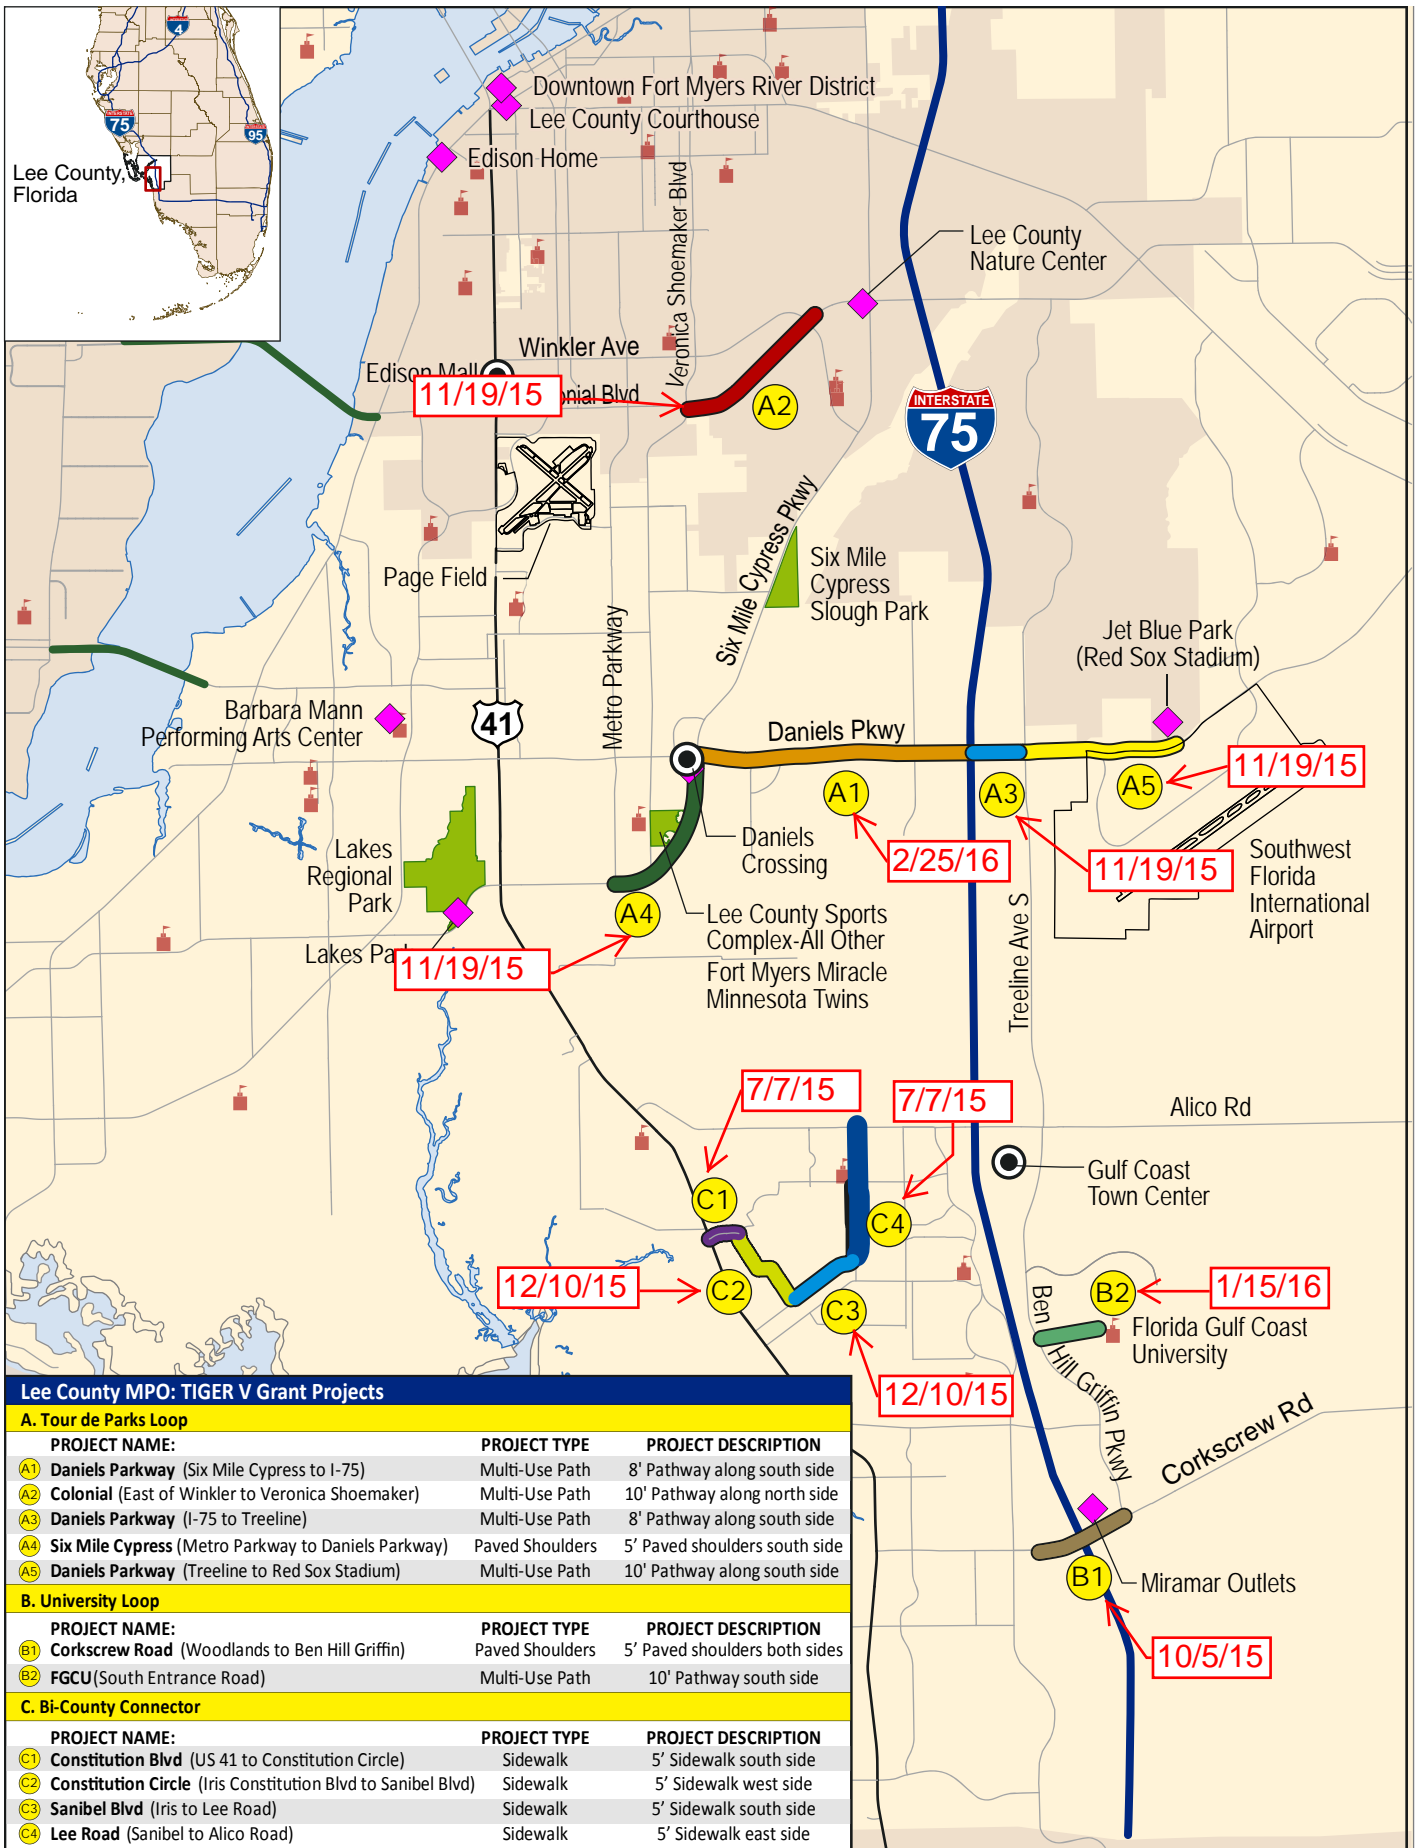 4
75
95
Lee County,
Florida
Downtown Fort Myers River District
Lee County Courthouse
Edison Home
Veronica Shoemaker Blvd
Lee County
Nature Center
Winkler Ave
Edison Mall
11/19/15
onial Blvd
A2
INTERSTATE
75
Page Field
Six Mile Cypress Pkwy
Six Mile
Cypress
Slough Park
Metro Parkway
Jet Blue Park
(Red Sox Stadium)
Barbara Mann
Performing Arts Center
41
Daniels Pkwy
A1
A3
A5
11/19/15
2/25/16
11/19/15
Daniels
Crossing
Southwest
Florida
International
Airport
Lakes
Regional
Park
A4
Lee County Sports
Complex-All Other
Fort Myers Miracle
Minnesota Twins
Lakes Pa
11/19/15
Treeline Ave S
7/7/15
7/7/15
Alico Rd
Gulf Coast
Town Center
C1
C4
12/10/15
C2
C3
12/10/15
B2
1/15/16
Florida Gulf Coast
University
Ben Hill Griffin Pkwy
Corkscrew Rd
B1
Miramar Outlets
10/5/15
Lee County MPO: TIGER V Grant Projects
A. Tour de Parks Loop
PROJECT NAME: PROJECT TYPE PROJECT DESCRIPTION
A1 Daniels Parkway (Six Mile Cypress to I-75) Multi-Use Path 8' Pathway along south side
A2 Colonial (East of Winkler to Veronica Shoemaker) Multi-Use Path 10' Pathway along north side
A3 Daniels Parkway (I-75 to Treeline) Multi-Use Path 8' Pathway along south side
A4 Six Mile Cypress (Metro Parkway to Daniels Parkway) Paved Shoulders 5’ Paved shoulders south side
A5 Daniels Parkway (Treeline to Red Sox Stadium) Multi-Use Path 10' Pathway along south side
B. University Loop
PROJECT NAME: PROJECT TYPE PROJECT DESCRIPTION
B1 Corkscrew Road (Woodlands to Ben Hill Griffin) Paved Shoulders 5’ Paved shoulders both sides
B2 FGCU(South Entrance Road) Multi-Use Path 10' Pathway south side
C. Bi-County Connector
PROJECT NAME: PROJECT TYPE PROJECT DESCRIPTION
C1 Constitution Blvd (US 41 to Constitution Circle) Sidewalk 5’ Sidewalk south side
C2 Constitution Circle (Iris Constitution Blvd to Sanibel Blvd) Sidewalk 5’ Sidewalk west side
C3 Sanibel Blvd (Iris to Lee Road) Sidewalk 5’ Sidewalk south side
C4 Lee Road (Sanibel to Alico Road) Sidewalk 5’ Sidewalk east side